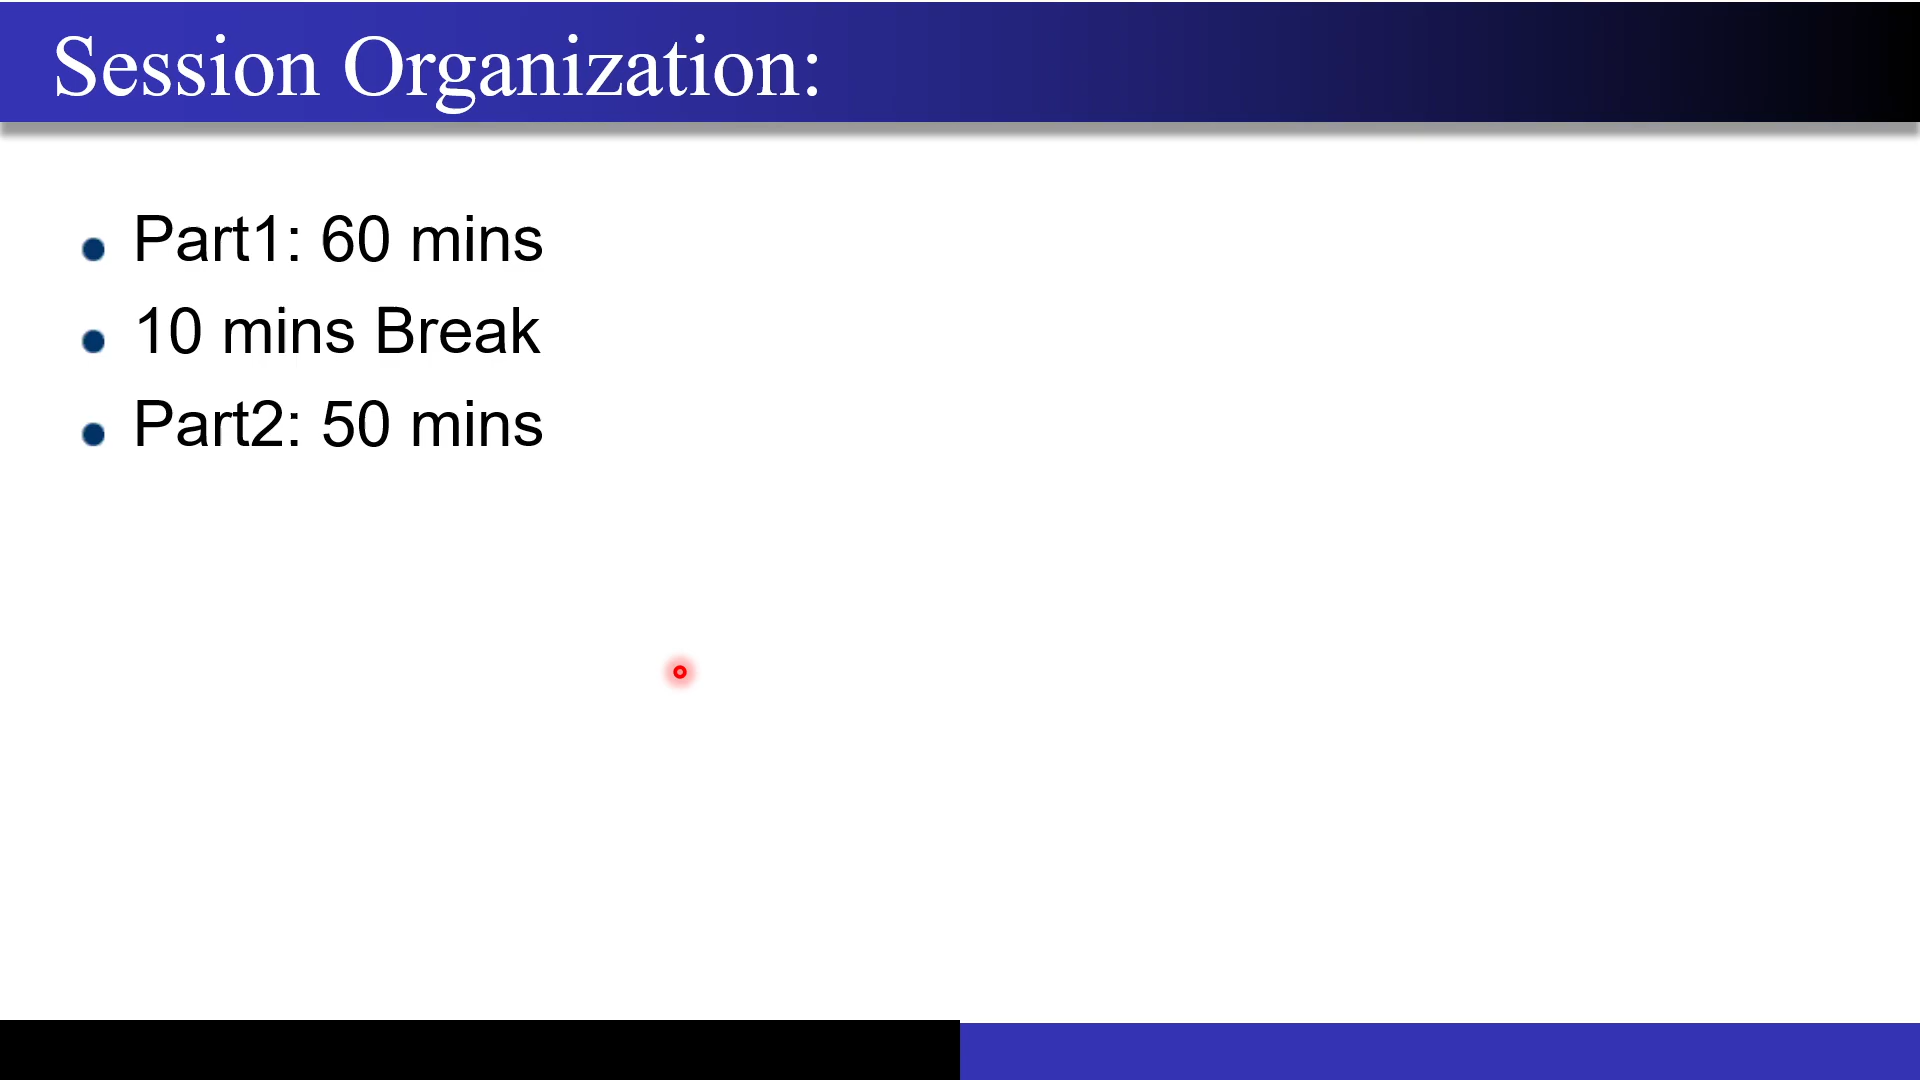 Session Organization:
Part1: 60 mins
10 mins Break
Part2: 50 mins